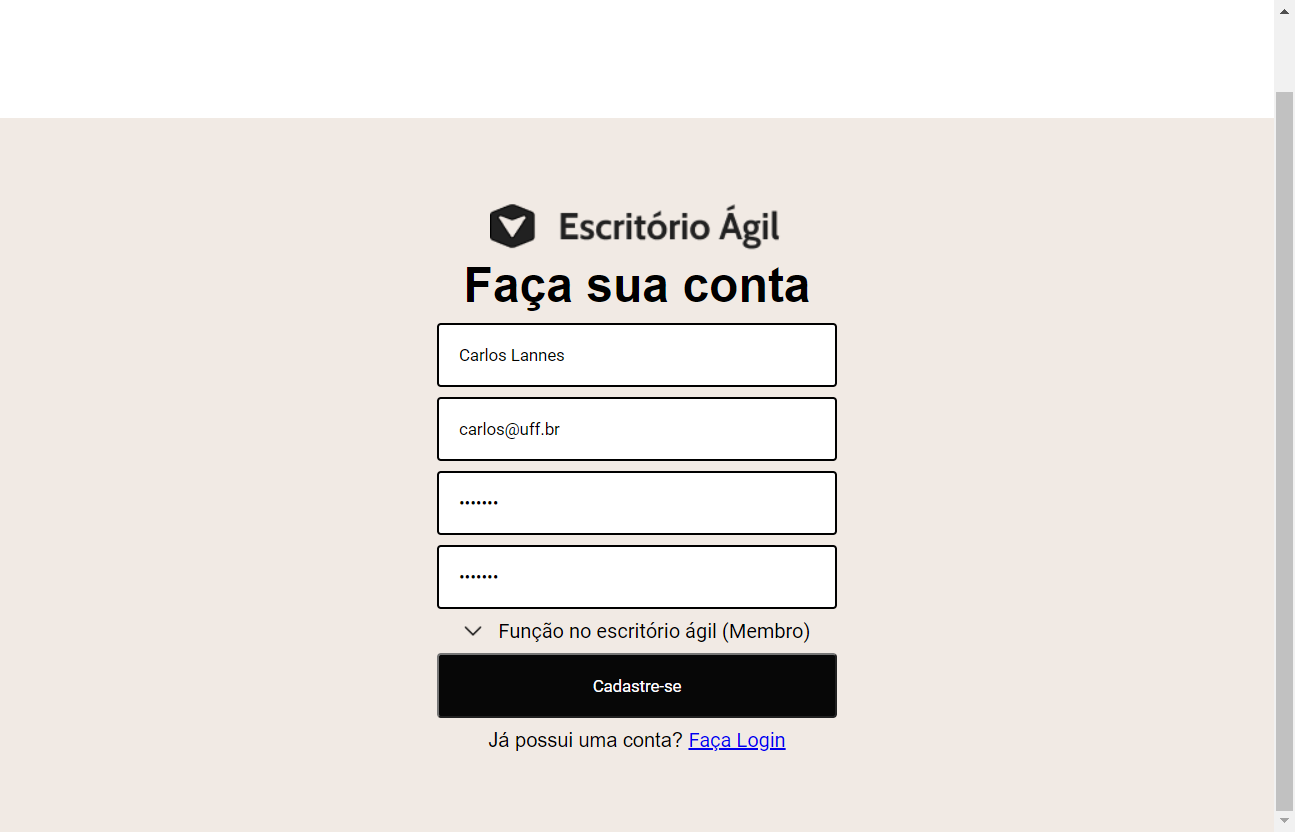 Escritório Ágil
Faça sua conta
Carlos Lannes
carlos@uff.br
•••••••
•••••••
Função no escritório ágil (Membro)
Cadastre-se
Já possui uma conta? Faça Login